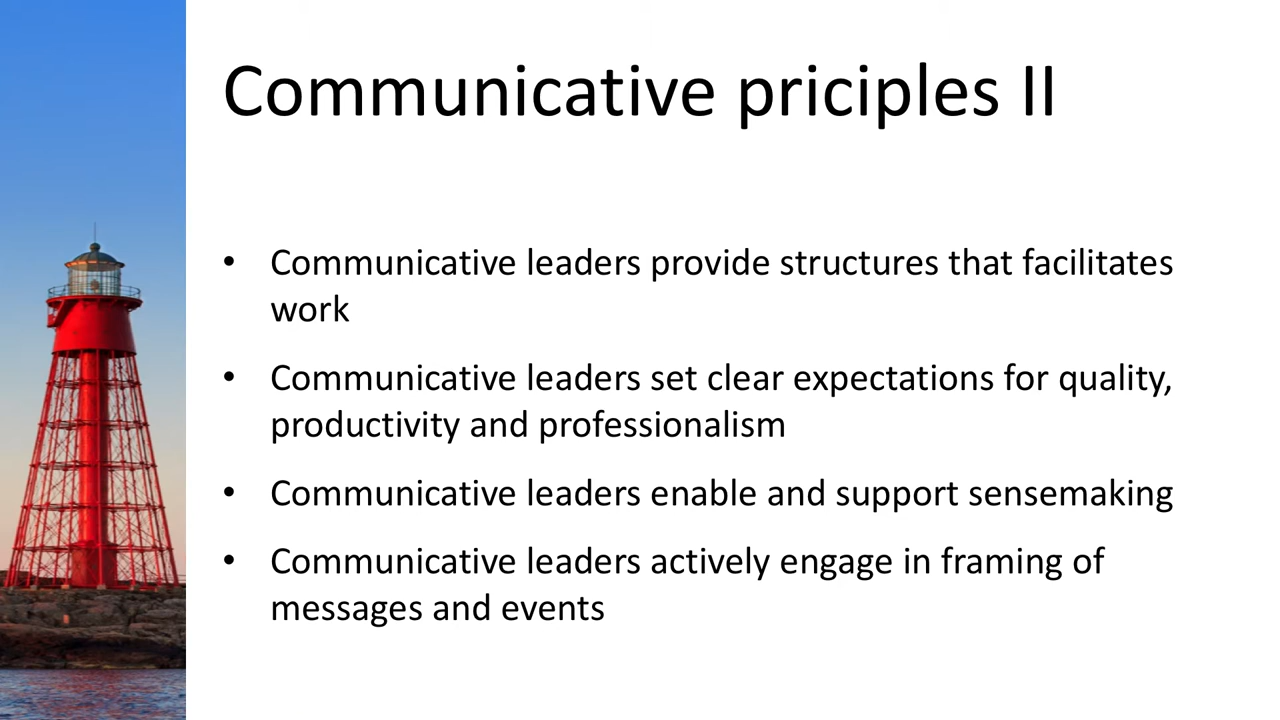 Communicative priciples II
• Communicative leaders provide structures that facilitates
work
• Communicative leaders set clear expectations for quality,
productivity and professionalism
• Communicative leaders enable and support sensemaking
• Communicative leaders actively engage in framing of
messages and events